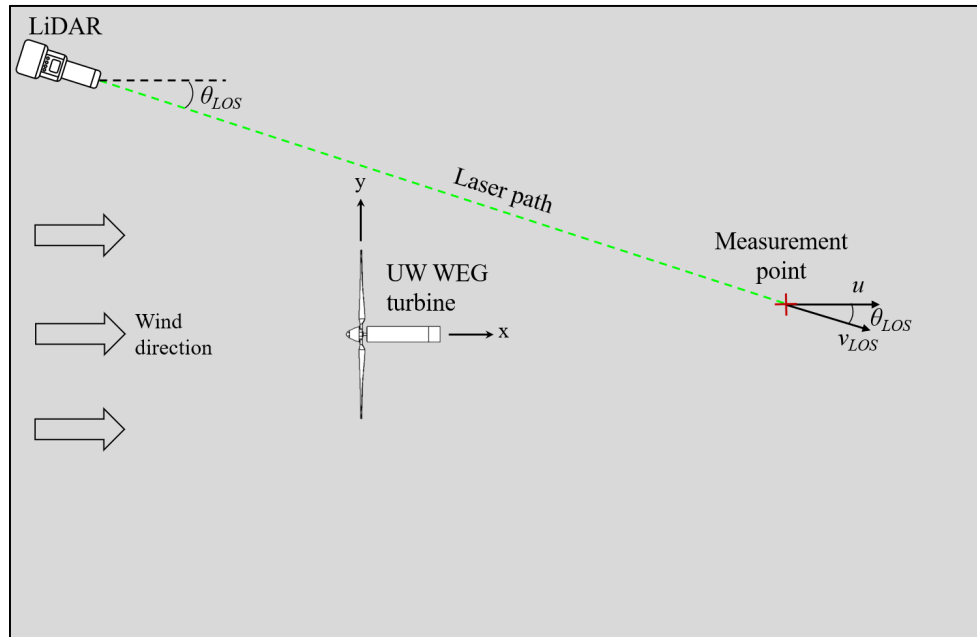 LiDAR
θLOS
Laser path
y
UW WEG
turbine
x
Wind
direction
Measurement
point
u
θLOS
vLOS